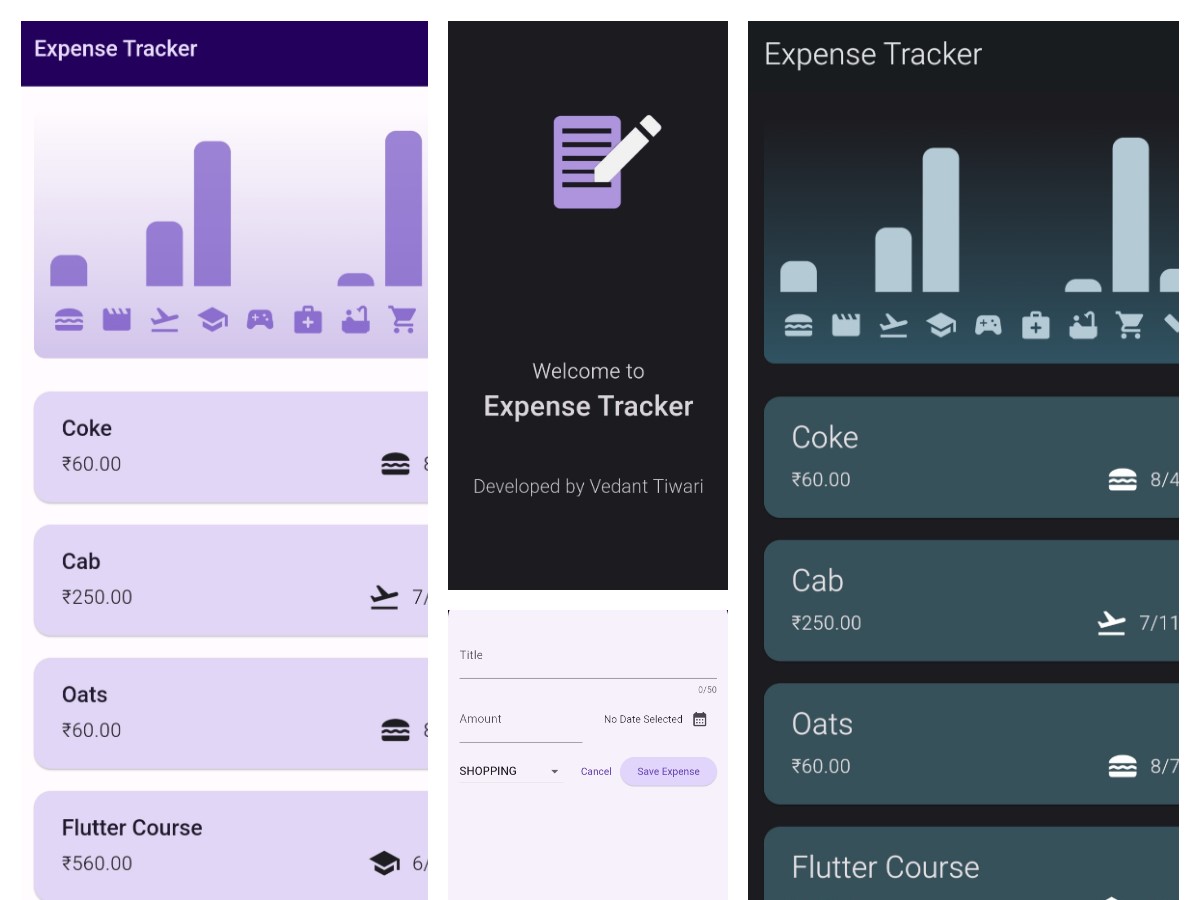 Expense Tracker
Coke
₹60.00
8
Cab
₹250.00
7/
Oats
₹60.00
8
Flutter Course
₹560.00
6/
Welcome to
Expense Tracker
Developed by Vedant Tiwari
Title
0/50
Amount
No Date Selected
SHOPPING
Cancel
Save Expense
Expense Tracker
Coke
₹60.00
8/4
Cab
₹250.00
7/11
Oats
₹60.00
8/7
Flutter Course